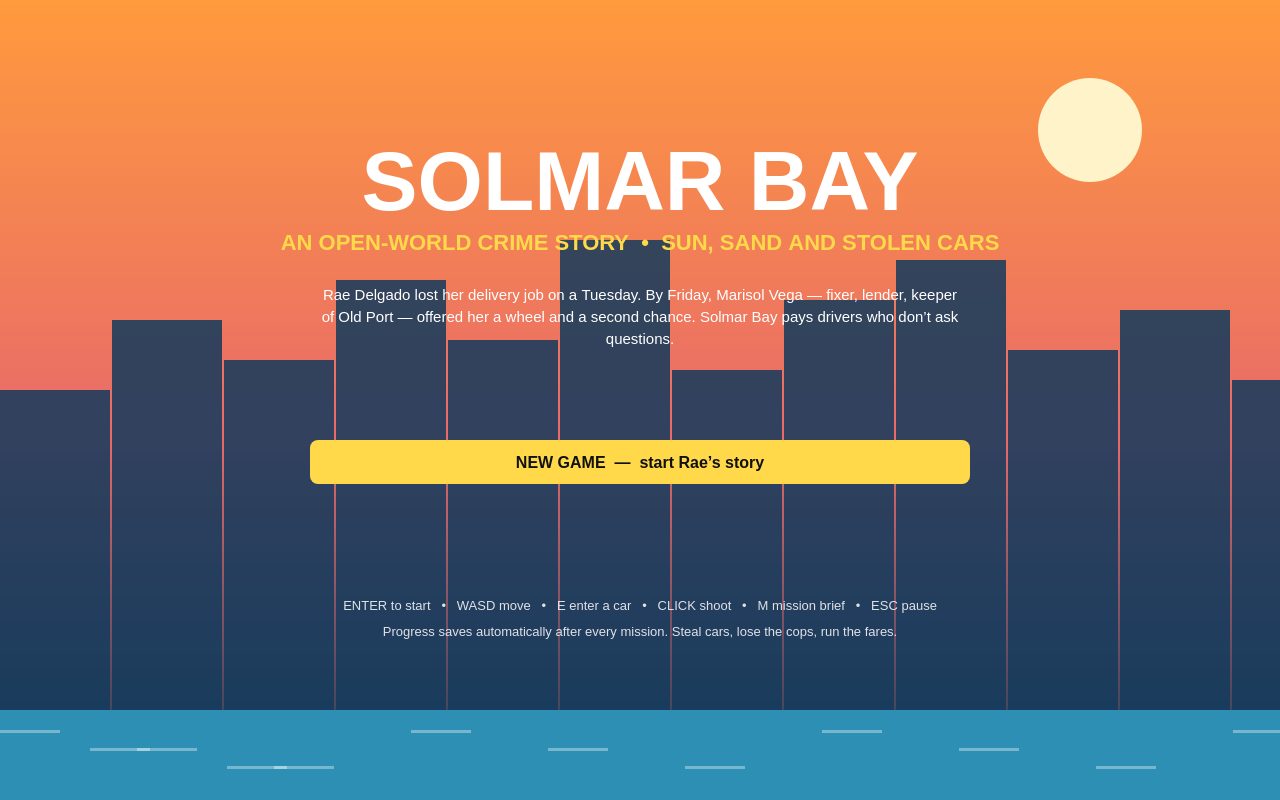 SOLMAR BAY
AN OPEN-WORLD CRIME STORY • SUN, SAND AND STOLEN CARS
Rae Delgado lost her delivery job on a Tuesday. By Friday, Marisol Vega — fixer, lender, keeper
of Old Port — offered her a wheel and a second chance. Solmar Bay pays drivers who don’t ask
questions.
NEW GAME — start Rae’s story
ENTER to start • WASD move • E enter a car • CLICK shoot • M mission brief • ESC pause
Progress saves automatically after every mission. Steal cars, lose the cops, run the fares.